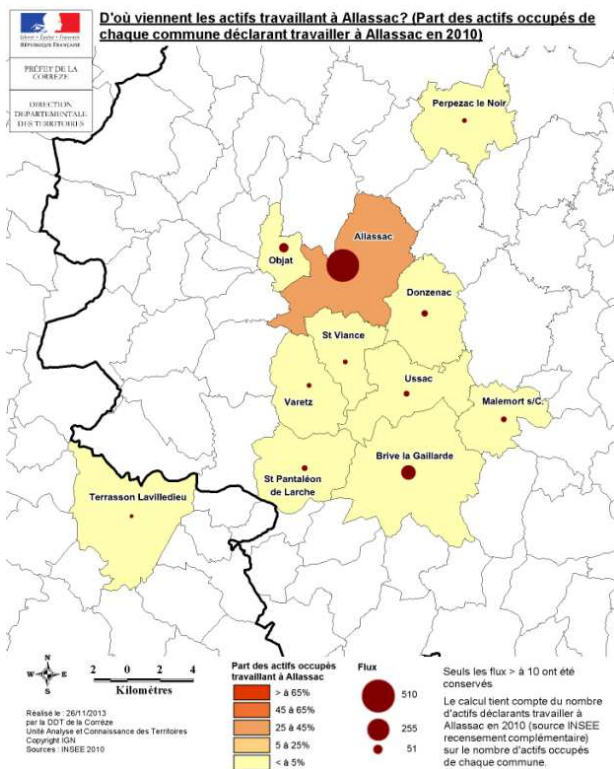 D'où viennent les actifs travaillant à Allassac? (Part des actifs occupés de
chaque commune déclarant travailler à Allassac en 2010)
Liberté • Égalité • Fraternité
RÉPUBLIQUE FRANÇAISE
PRÉFET DE LA
CORRÈZE
DIRECTION
DÉPARTEMENTALE
DES TERRITOIRES
Perpezac le Noir
Allassac
Objat
Donzenac
St Viance
Ussac
Varetz
Malemort s/C.
Brive la Gaillarde
St Pantaléon
de Larche
Terrasson Lavilledieu
N
W E
S
2 0 2 4
Kilomètres
Réalisé le : 26/11/2013
par la DDT de la Corrèze
Unité Analyse et Connaissance des Territoires
Copyright IGN
Sources : INSEE 2010
Part des actifs occupés
travaillant à Allassac
> à 65%
45 à 65%
25 à 45%
5 à 25%
< à 5%
Flux
510
255
51
Seuls les flux > à 10 ont été
conservés
Le calcul tient compte du nombre
d'actifs déclarants travailler à
Allassac en 2010 (source INSEE
recensement complémentaire)
sur le nombre d'actifs occupés
de chaque commune.